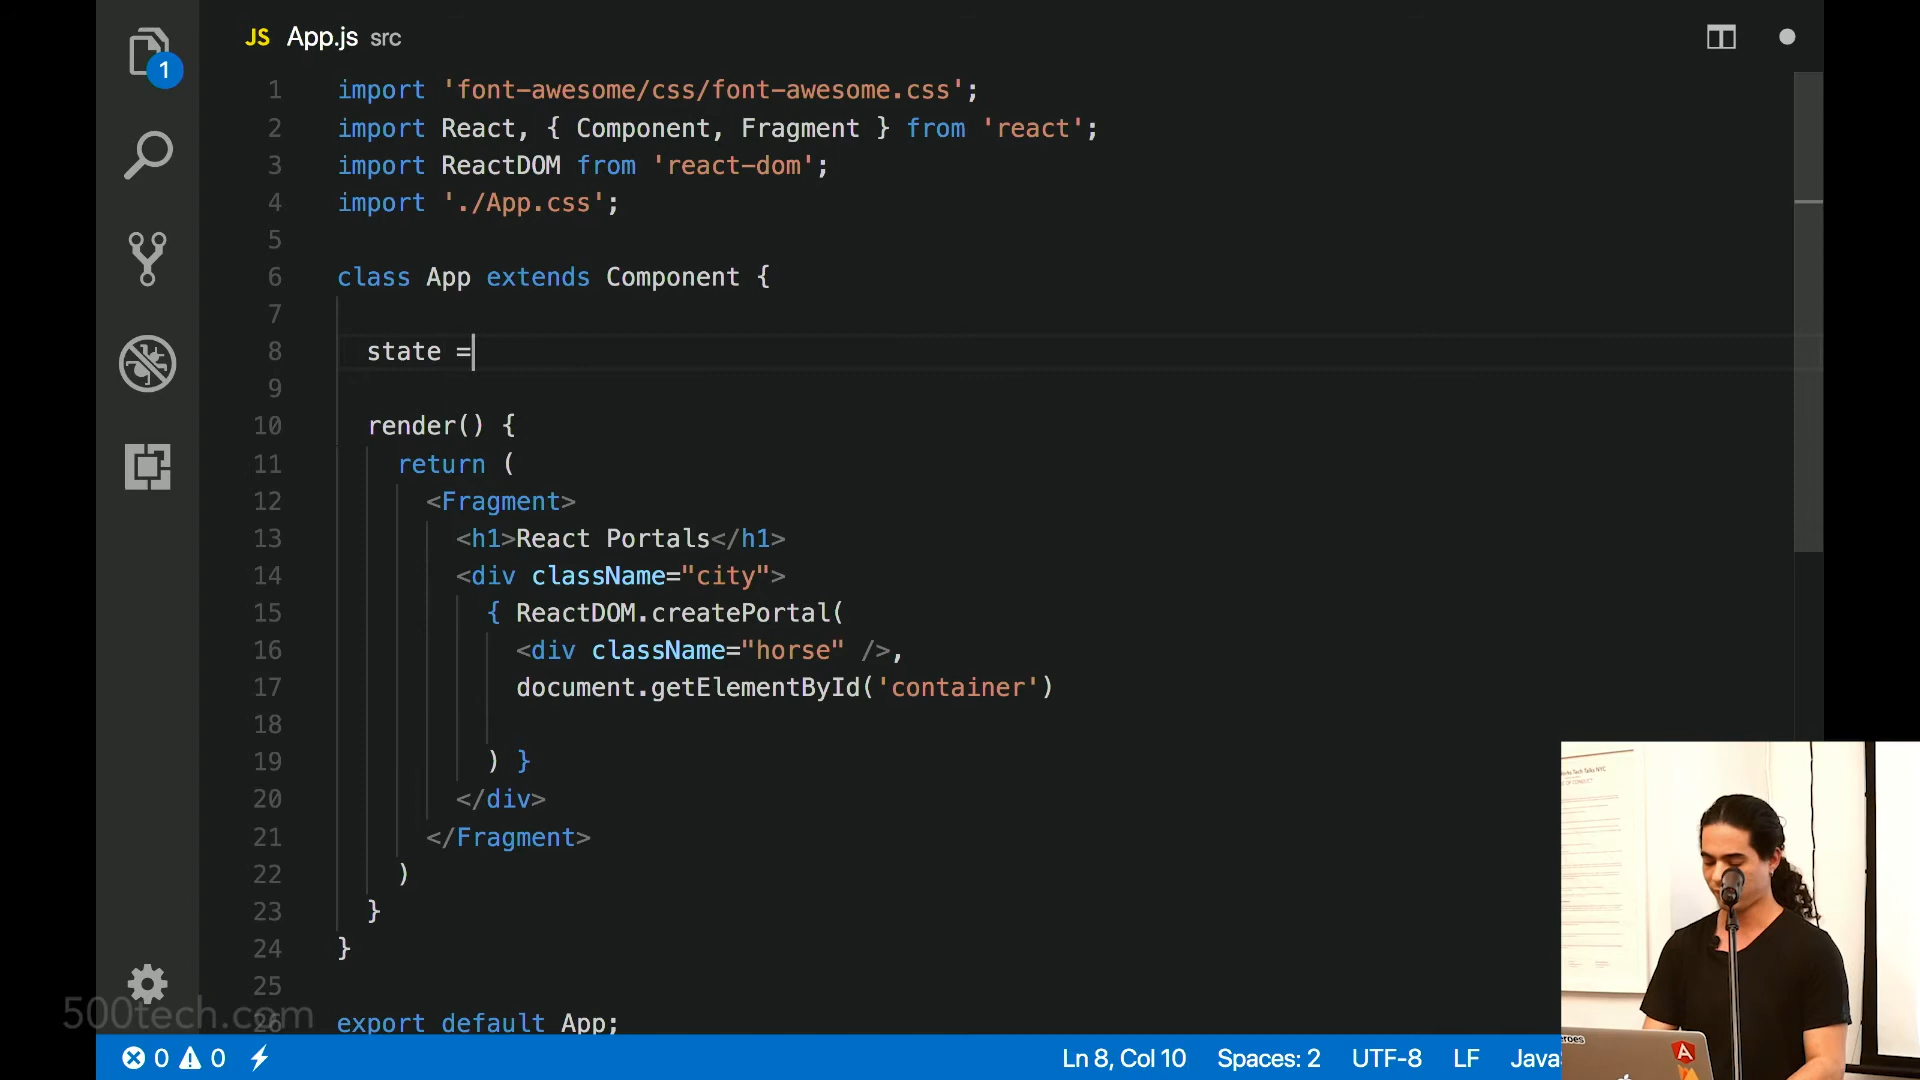 JS App.js src
1
1 import 'font-awesome/css/font-awesome.css';
2 import React, { Component, Fragment } from 'react';
3 import ReactDOM from 'react-dom';
4 import './App.css';
5
6 class App extends Component {
7
8 state =
9
10 render() {
11 return (
12 <Fragment>
13 <h1>React Portals</h1>
14 <div className="city">
15 { ReactDOM.createPortal(
16 <div className="horse" />,
17 document.getElementById('container')
18
19 ) }
20 </div>
21 </Fragment>
22 )
23 }
24 }
25
26 export default App;
500tech.com
0 0 Ln 8, Col 10 Spaces: 2 UTF-8 LF
Tech Talks NYC